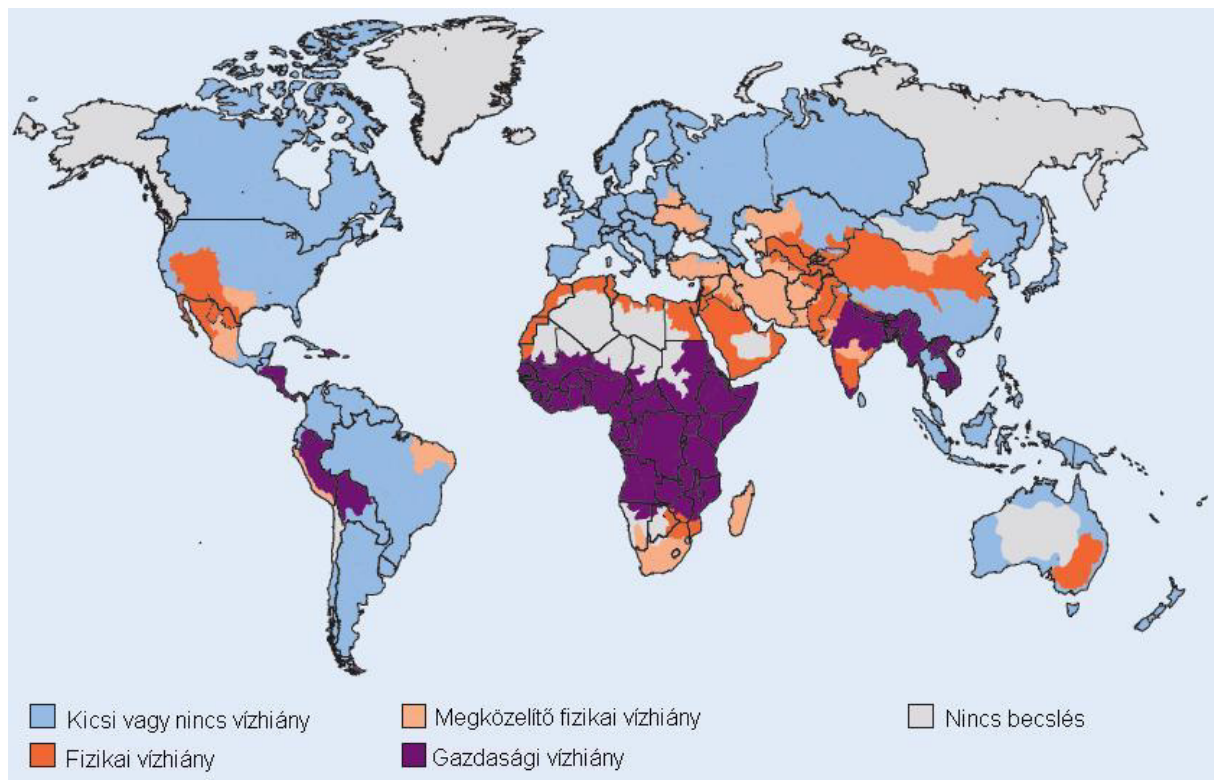 Kicsi vagy nincs vízhiány
Megközelítő fizikai vízhiány
Nincs becslés
Fizikai vízhiány
Gazdasági vízhiány